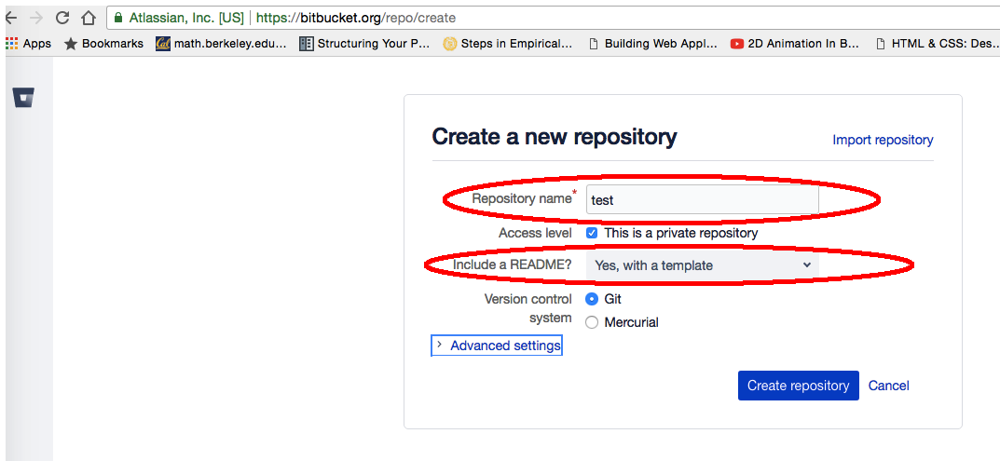 Atlassian, Inc. [US] | https://bitbucket.org/repo/create
Apps Bookmarks Cal math.berkeley.edu... Structuring Your P... Steps in Empirical... Building Web Appl... 2D Animation In B... HTML & CSS: Des...
Create a new repository Import repository
Repository name* test
Access level This is a private repository
Include a README? Yes, with a template
Version control Git
system Mercurial
Advanced settings
Create repository Cancel